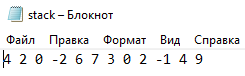 stack – Блокнот
Файл Правка Формат Вид Справка
4 2 0 -2 6 7 3 0 2 -1 4 9